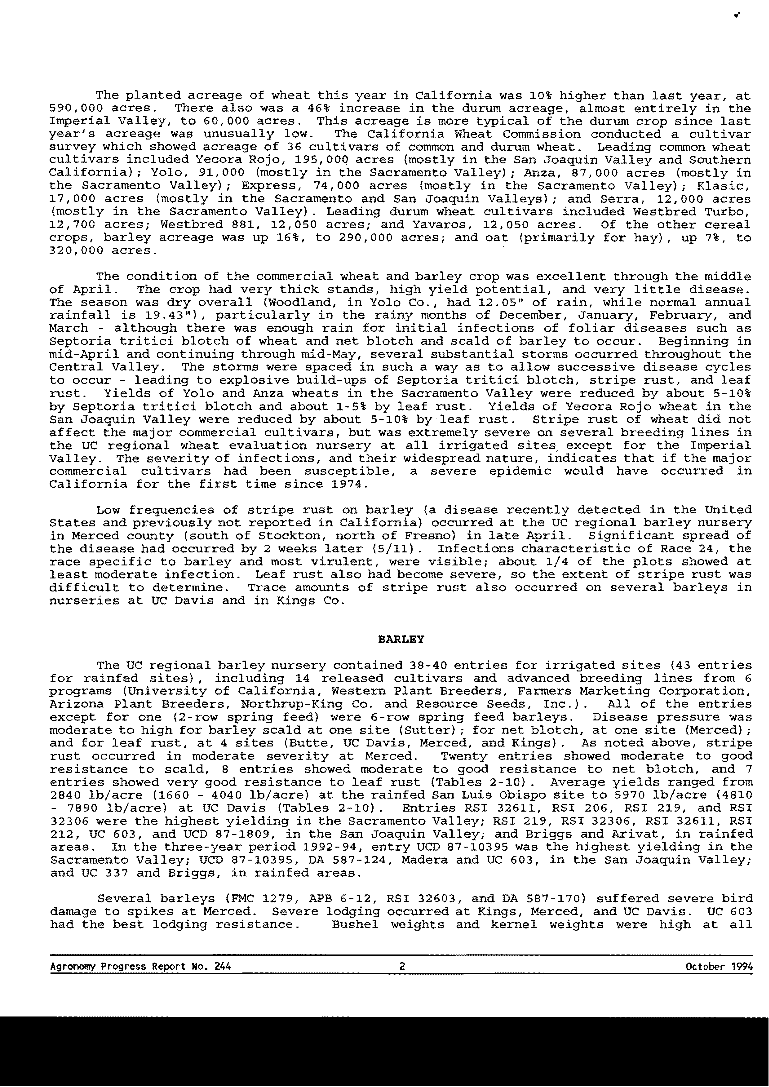 The planted acreage of wheat this year in California was 10% higher than last year, at
590,000 acres. There also was a 46% increase in the durum acreage, almost entirely in the
Imperial Valley, to 60,000 acres. This acreage is more typical of the durum crop since last
year's acreage was unusually low. The California Wheat Commission conducted a cultivar
survey which showed acreage of 36 cultivars of common and durum wheat. Leading common wheat
cultivars included Yecora Rojo, 195,000 acres (mostly in the San Joaquin Valley and Southern
California); Yolo, 91,000 (mostly in the Sacramento Valley); Anza, 87,000 acres (mostly in
the Sacramento Valley); Express, 74,000 acres (mostly in the Sacramento Valley); Klasic,
17,000 acres (mostly in the Sacramento and San Joaquin Valleys); and Serra, 12,000 acres
(mostly in the Sacramento Valley). Leading durum wheat cultivars included Westbred Turbo,
12,700 acres; Westbred 881, 12,050 acres; and Yavaros, 12,050 acres. Of the other cereal
crops, barley acreage was up 16%, to 290,000 acres; and oat (primarily for hay), up 7%, to
320,000 acres.
The condition of the commercial wheat and barley crop was excellent through the middle
of April. The crop had very thick stands, high yield potential, and very little disease.
The season was dry overall (Woodland, in Yolo Co., had 12.05" of rain, while normal annual
rainfall is 19.43"), particularly in the rainy months of December, January, February, and
March - although there was enough rain for initial infections of foliar diseases such as
Septoria tritici blotch of wheat and net blotch and scald of barley to occur. Beginning in
mid-April and continuing through mid-May, several substantial storms occurred throughout the
Central Valley. The storms were spaced in such a way as to allow successive disease cycles
to occur - leading to explosive build-ups of Septoria tritici blotch, stripe rust, and leaf
rust. Yields of Yolo and Anza wheats in the Sacramento Valley were reduced by about 5-10%
by Septoria tritici blotch and about 1-5% by leaf rust. Yields of Yecora Rojo wheat in the
San Joaquin Valley were reduced by about 5-10% by leaf rust. Stripe rust of wheat did not
affect the major commercial cultivars, but was extremely severe on several breeding lines in
the UC regional wheat evaluation nursery at all irrigated sites except for the Imperial
Valley. The severity of infections, and their widespread nature, indicates that if the major
commercial cultivars had been susceptible, a severe epidemic would have occurred in
California for the first time since 1974.
Low frequencies of stripe rust on barley (a disease recently detected in the United
States and previously not reported in California) occurred at the UC regional barley nursery
in Merced county (south of Stockton, north of Fresno) in late April. Significant spread of
the disease had occurred by 2 weeks later (5/11). Infections characteristic of Race 24, the
race specific to barley and most virulent, were visible; about 1/4 of the plots showed at
least moderate infection. Leaf rust also had become severe, so the extent of stripe rust was
difficult to determine. Trace amounts of stripe rust also occurred on several barleys in
nurseries at UC Davis and in Kings Co.
BARLEY
The UC regional barley nursery contained 38-40 entries for irrigated sites (43 entries
for rainfed sites), including 14 released cultivars and advanced breeding lines from 6
programs (University of California, Western Plant Breeders, Farmers Marketing Corporation,
Arizona Plant Breeders, Northrup-King Co. and Resource Seeds, Inc.). All of the entries
except for one (2-row spring feed) were 6-row spring feed barleys. Disease pressure was
moderate to high for barley scald at one site (Sutter); for net blotch, at one site (Merced);
and for leaf rust, at 4 sites (Butte, UC Davis, Merced, and Kings). As noted above, stripe
rust occurred in moderate severity at Merced. Twenty entries showed moderate to good
resistance to scald, 8 entries showed moderate to good resistance to net blotch, and 7
entries showed very good resistance to leaf rust (Tables 2-10). Average yields ranged from
2840 lb/acre (1660 - 4040 lb/acre) at the rainfed San Luis Obispo site to 5970 lb/acre (4810
- 7890 lb/acre) at UC Davis (Tables 2-10). Entries RSI 32611, RSI 206, RSI 219, and RSI
32306 were the highest yielding in the Sacramento Valley; RSI 219, RSI 32306, RSI 32611, RSI
212, UC 603, and UCD 87-1809, in the San Joaquin Valley; and Briggs and Arivat, in rainfed
areas. In the three-year period 1992-94, entry UCD 87-10395 was the highest yielding in the
Sacramento Valley; UCD 87-10395, DA 587-124, Madera and UC 603, in the San Joaquin Valley;
and UC 337 and Briggs, in rainfed areas.
Several barleys (FMC 1279, APB 6-12, RSI 32603, and DA 587-170) suffered severe bird
damage to spikes at Merced. Severe lodging occurred at Kings, Merced, and UC Davis. UC 603
had the best lodging resistance. Bushel weights and kernel weights were high at all
Agronomy Progress Report No. 244 2 October 1994